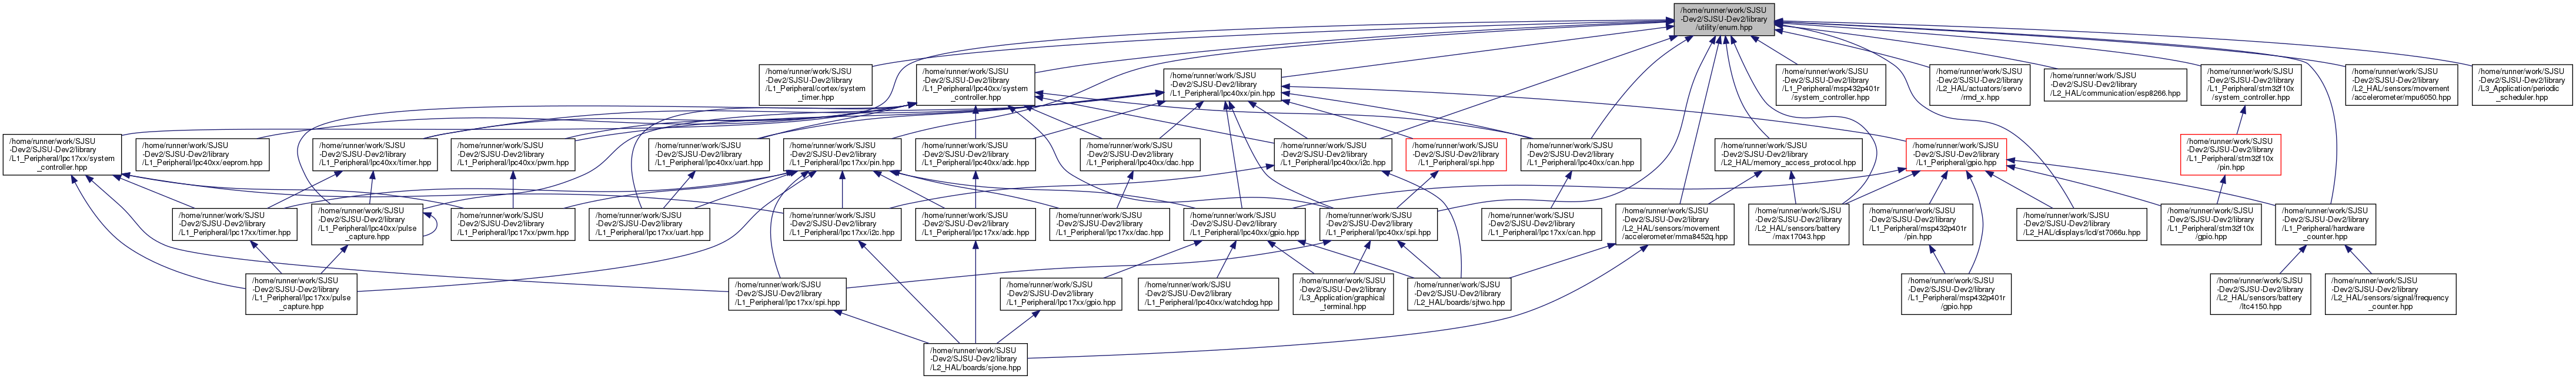 /home/runner/work/SJSU
-Dev2/SJSU-Dev2/library
/utility/enum.hpp
/home/runner/work/SJSU
-Dev2/SJSU-Dev2/library
/L1_Peripheral/cortex/system
_timer.hpp
/home/runner/work/SJSU
-Dev2/SJSU-Dev2/library
/L1_Peripheral/lpc40xx/system
_controller.hpp
/home/runner/work/SJSU
-Dev2/SJSU-Dev2/library
/L1_Peripheral/lpc40xx/pin.hpp
/home/runner/work/SJSU
-Dev2/SJSU-Dev2/library
/L1_Peripheral/msp432p401r
/system_controller.hpp
/home/runner/work/SJSU
-Dev2/SJSU-Dev2/library
/L2_HAL/actuators/servo
/rmd_x.hpp
/home/runner/work/SJSU
-Dev2/SJSU-Dev2/library
/L2_HAL/communication/esp8266.hpp
/home/runner/work/SJSU
-Dev2/SJSU-Dev2/library
/L1_Peripheral/stm32f10x
/system_controller.hpp
/home/runner/work/SJSU
-Dev2/SJSU-Dev2/library
/L2_HAL/sensors/movement
/accelerometer/mpu6050.hpp
/home/runner/work/SJSU
-Dev2/SJSU-Dev2/library
/L3_Application/periodic
_scheduler.hpp
/home/runner/work/SJSU
-Dev2/SJSU-Dev2/library
/L1_Peripheral/lpc17xx/system
_controller.hpp
/home/runner/work/SJSU
-Dev2/SJSU-Dev2/library
/L1_Peripheral/lpc40xx/eeprom.hpp
/home/runner/work/SJSU
-Dev2/SJSU-Dev2/library
/L1_Peripheral/lpc40xx/timer.hpp
/home/runner/work/SJSU
-Dev2/SJSU-Dev2/library
/L1_Peripheral/lpc40xx/pwm.hpp
/home/runner/work/SJSU
-Dev2/SJSU-Dev2/library
/L1_Peripheral/lpc40xx/uart.hpp
/home/runner/work/SJSU
-Dev2/SJSU-Dev2/library
/L1_Peripheral/lpc17xx/pin.hpp
/home/runner/work/SJSU
-Dev2/SJSU-Dev2/library
/L1_Peripheral/lpc40xx/adc.hpp
/home/runner/work/SJSU
-Dev2/SJSU-Dev2/library
/L1_Peripheral/lpc40xx/dac.hpp
/home/runner/work/SJSU
-Dev2/SJSU-Dev2/library
/L1_Peripheral/lpc40xx/i2c.hpp
/home/runner/work/SJSU
-Dev2/SJSU-Dev2/library
/L1_Peripheral/spi.hpp
/home/runner/work/SJSU
-Dev2/SJSU-Dev2/library
/L1_Peripheral/lpc40xx/can.hpp
/home/runner/work/SJSU
-Dev2/SJSU-Dev2/library
/L2_HAL/memory_access_protocol.hpp
/home/runner/work/SJSU
-Dev2/SJSU-Dev2/library
/L1_Peripheral/gpio.hpp
/home/runner/work/SJSU
-Dev2/SJSU-Dev2/library
/L1_Peripheral/stm32f10x
/pin.hpp
/home/runner/work/SJSU
-Dev2/SJSU-Dev2/library
/L1_Peripheral/lpc17xx/timer.hpp
/home/runner/work/SJSU
-Dev2/SJSU-Dev2/library
/L1_Peripheral/lpc40xx/pulse
_capture.hpp
/home/runner/work/SJSU
-Dev2/SJSU-Dev2/library
/L1_Peripheral/lpc17xx/pwm.hpp
/home/runner/work/SJSU
-Dev2/SJSU-Dev2/library
/L1_Peripheral/lpc17xx/uart.hpp
/home/runner/work/SJSU
-Dev2/SJSU-Dev2/library
/L1_Peripheral/lpc17xx/i2c.hpp
/home/runner/work/SJSU
-Dev2/SJSU-Dev2/library
/L1_Peripheral/lpc17xx/adc.hpp
/home/runner/work/SJSU
-Dev2/SJSU-Dev2/library
/L1_Peripheral/lpc17xx/dac.hpp
/home/runner/work/SJSU
-Dev2/SJSU-Dev2/library
/L1_Peripheral/lpc40xx/gpio.hpp
/home/runner/work/SJSU
-Dev2/SJSU-Dev2/library
/L1_Peripheral/lpc40xx/spi.hpp
/home/runner/work/SJSU
-Dev2/SJSU-Dev2/library
/L1_Peripheral/lpc17xx/can.hpp
/home/runner/work/SJSU
-Dev2/SJSU-Dev2/library
/L2_HAL/sensors/movement
/accelerometer/mma8452q.hpp
/home/runner/work/SJSU
-Dev2/SJSU-Dev2/library
/L2_HAL/sensors/battery
/max17043.hpp
/home/runner/work/SJSU
-Dev2/SJSU-Dev2/library
/L1_Peripheral/msp432p401r
/pin.hpp
/home/runner/work/SJSU
-Dev2/SJSU-Dev2/library
/L2_HAL/displays/lcd/st7066u.hpp
/home/runner/work/SJSU
-Dev2/SJSU-Dev2/library
/L1_Peripheral/stm32f10x
/gpio.hpp
/home/runner/work/SJSU
-Dev2/SJSU-Dev2/library
/L1_Peripheral/hardware
_counter.hpp
/home/runner/work/SJSU
-Dev2/SJSU-Dev2/library
/L1_Peripheral/lpc17xx/pulse
_capture.hpp
/home/runner/work/SJSU
-Dev2/SJSU-Dev2/library
/L1_Peripheral/lpc17xx/spi.hpp
/home/runner/work/SJSU
-Dev2/SJSU-Dev2/library
/L1_Peripheral/lpc17xx/gpio.hpp
/home/runner/work/SJSU
-Dev2/SJSU-Dev2/library
/L1_Peripheral/lpc40xx/watchdog.hpp
/home/runner/work/SJSU
-Dev2/SJSU-Dev2/library
/L3_Application/graphical
_terminal.hpp
/home/runner/work/SJSU
-Dev2/SJSU-Dev2/library
/L2_HAL/boards/sjtwo.hpp
/home/runner/work/SJSU
-Dev2/SJSU-Dev2/library
/L1_Peripheral/msp432p401r
/gpio.hpp
/home/runner/work/SJSU
-Dev2/SJSU-Dev2/library
/L2_HAL/sensors/battery
/ltc4150.hpp
/home/runner/work/SJSU
-Dev2/SJSU-Dev2/library
/L2_HAL/sensors/signal/frequency
_counter.hpp
/home/runner/work/SJSU
-Dev2/SJSU-Dev2/library
/L2_HAL/boards/sjone.hpp